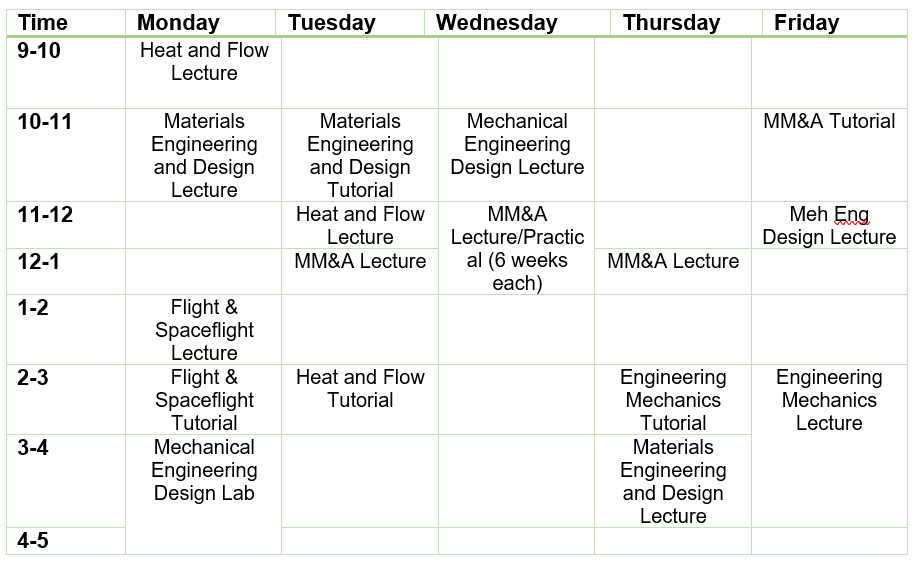 Time Monday Tuesday Wednesday Thursday Friday
9-10 Heat and Flow
Lecture
10-11 Materials Materials Mechanical MM&A Tutorial
Engineering Engineering Engineering
and Design and Design Design Lecture
Lecture Tutorial
11-12 Heat and Flow MM&A Meh Eng
Lecture Lecture/Practic Design Lecture
12-1 MM&A Lecture al (6 weeks MM&A Lecture
each)
1-2 Flight &
Spaceflight
Lecture
2-3 Flight & Heat and Flow Engineering Engineering
Spaceflight Tutorial Mechanics Mechanics
Tutorial Tutorial Lecture
3-4 Mechanical Materials
Engineering Engineering
Design Lab and Design
Lecture
4-5